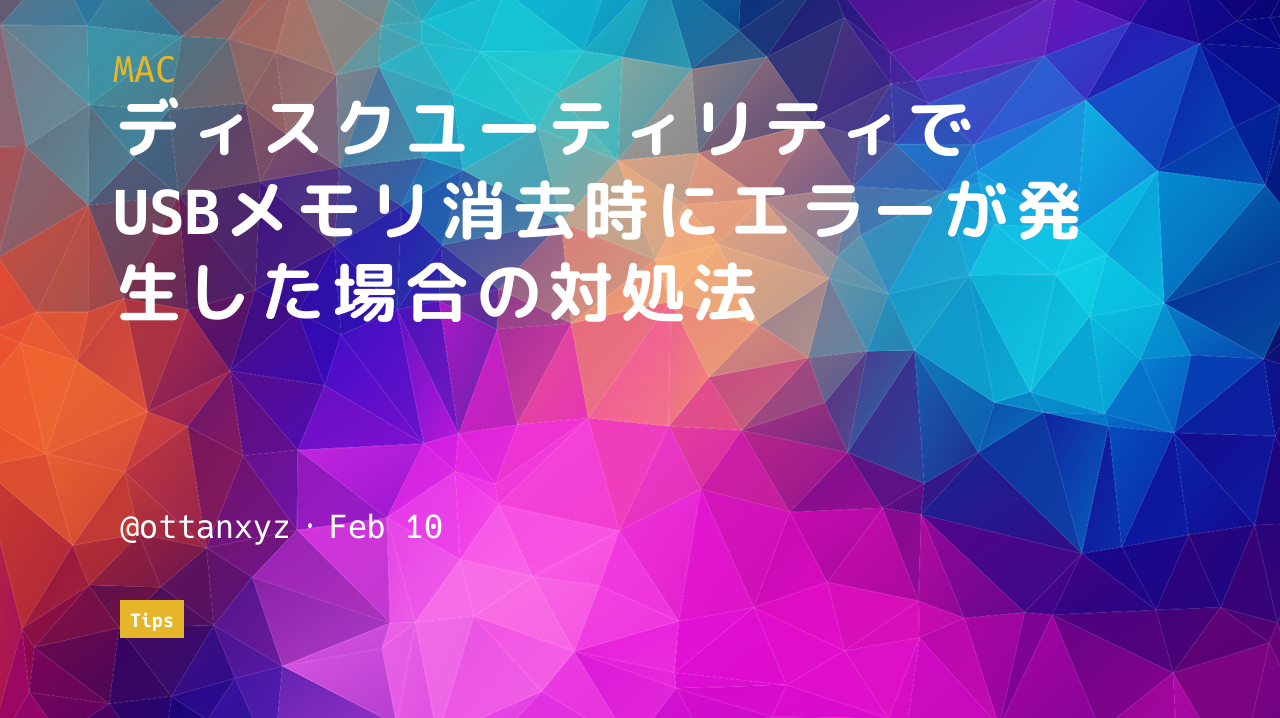 MAC
ディスクユーティリティで
USBメモリ消去時にエラーが発
生した場合の対処法
@ottanxyz・Feb 10
Tips